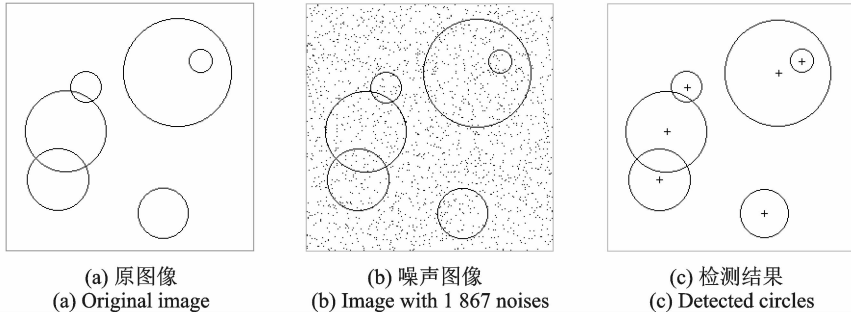 (a) 原图像
(a) Original image
(b) 噪声图像
(b) Image with 1 867 noises
(c) 检测结果
(c) Detected circles